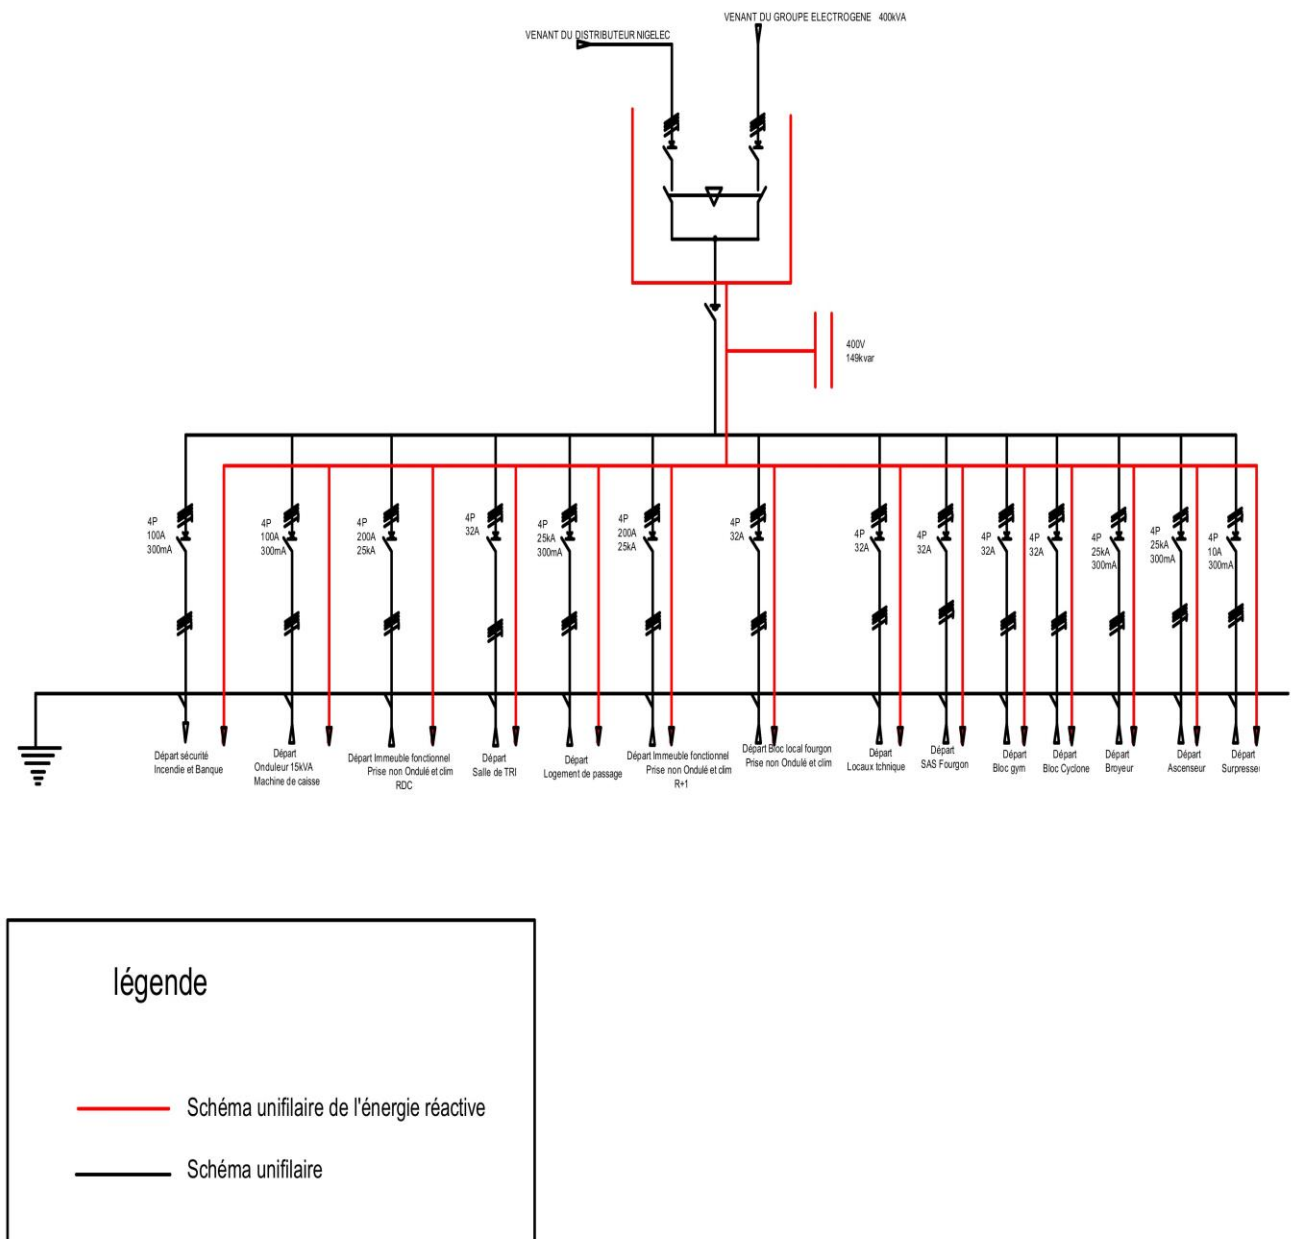 VENANT DU GROUPE ELECTROGENE 400kVA
VENANT DU DISTRIBUTEUR NIGELEC
400V
149kvar
4P
100A
300mA
4P
100A
300mA
4P
200A
25kA
4P
32A
4P
25kA
300mA
4P
200A
25kA
4P
32A
4P
32A
4P
32A
4P
32A
4P
32A
4P
25kA
300mA
4P
25kA
300mA
4P
10A
300mA
Départ sécurité
Incendie et Banque
Départ
Onduleur 15kVA
Machine de caisse
Départ Immeuble fonctionnel
Prise non Ondulé et clim
RDC
Départ
Salle de TRI
Départ
Logement de passage
Départ Immeuble fonctionnel
Prise non Ondulé et clim
R+1
Départ Bloc local fourgon
Prise non Ondulé et clim
Départ
Locaux tchnique
Départ
SAS Fourgon
Départ
Bloc gym
Départ
Bloc Cyclone
Départ
Broyeur
Départ
Ascenseur
Départ
Surpresse
légende
Schéma unifilaire de l'énergie réactive
Schéma unifilaire